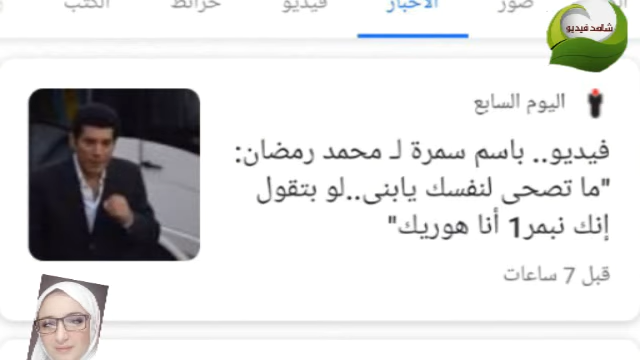 صور
الأخبار
فيديو
خرائط
الكتب
شاهد فيديو
اليوم السابع
فيديو.. باسم سمرة لـ محمد رمضان:
"ما تصحى لنفسك يابنى..لو بتقول
إنك نبمر1 أنا هوريك"
قبل 7 ساعات